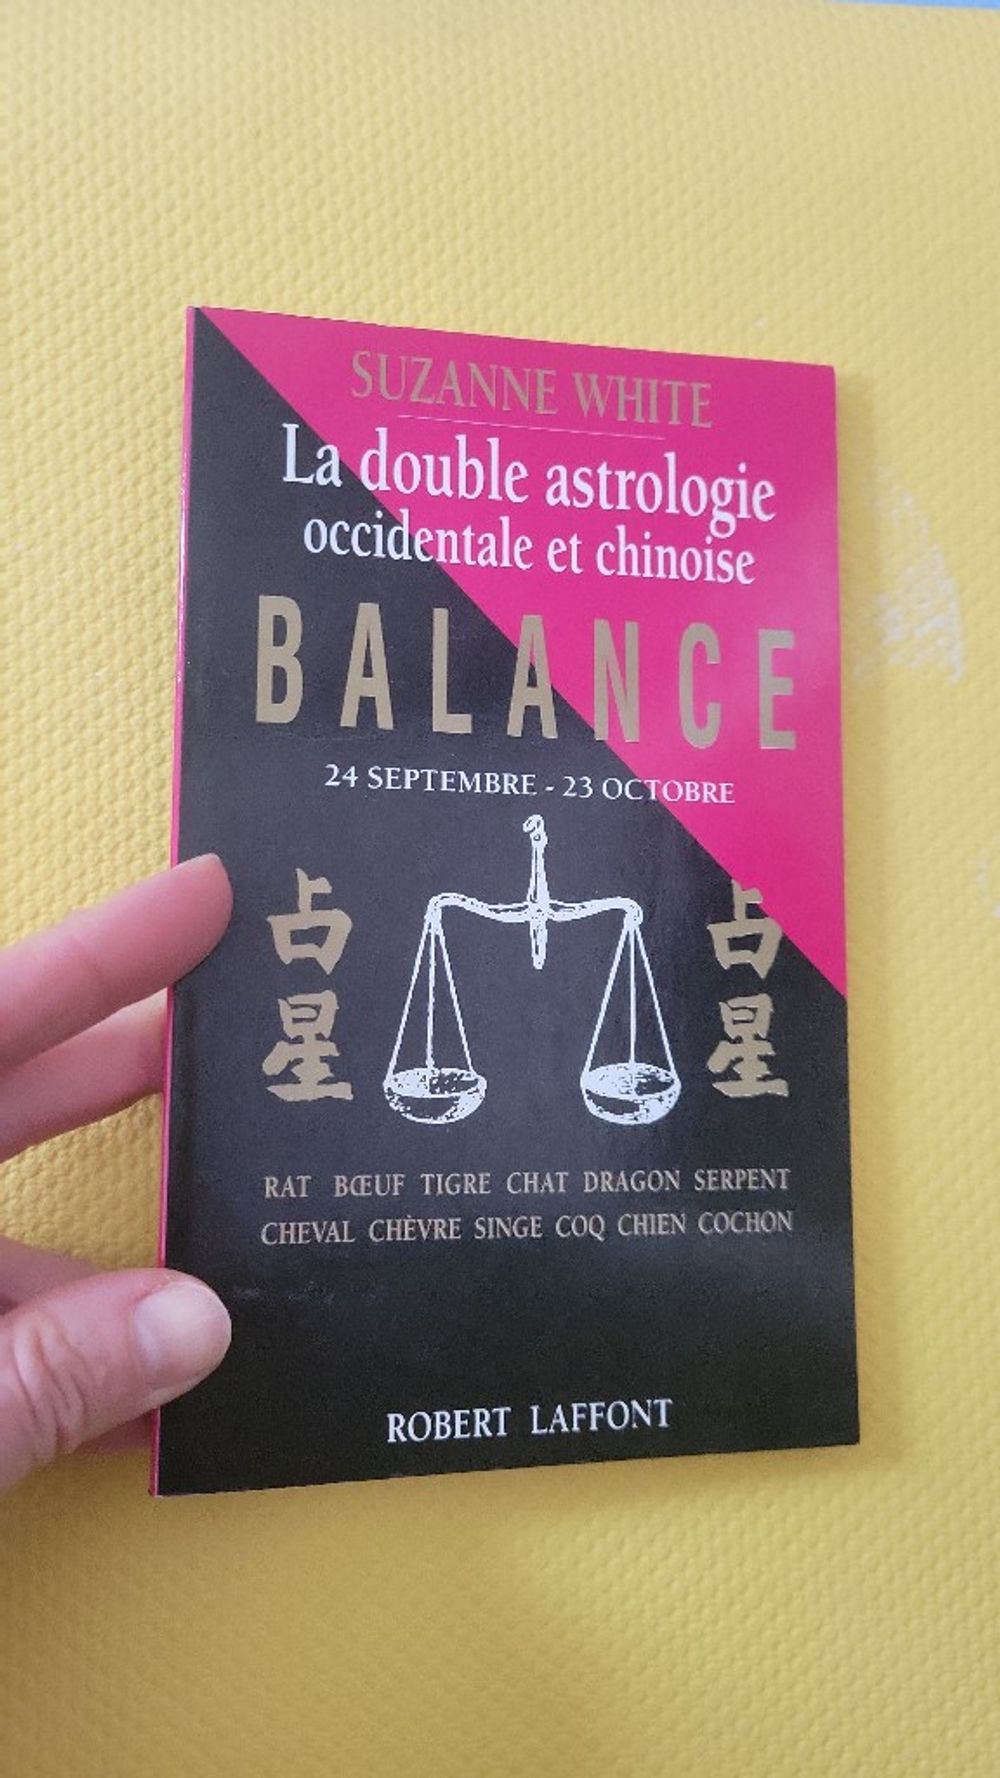 SUZANNE WHITE
La double astrologie
occidentale et chinoise
BALANCE
24 SEPTEMBRE - 23 OCTOBRE
占星
占星
RAT BŒUF TIGRE CHAT DRAGON SERPENT
CHEVAL CHÈVRE SINGE COQ CHIEN COCHON
ROBERT LAFFONT